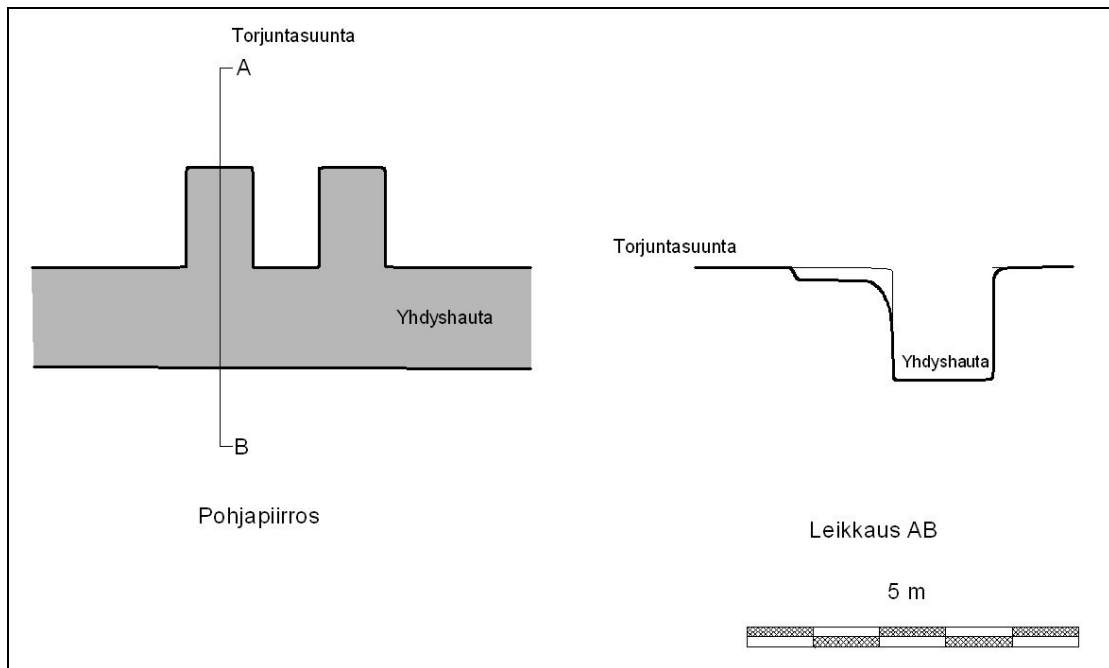 Torjuntasuunta
A
Yhdyshauta
B
Pohjapiirros
Torjuntasuunta
Yhdyshauta
Leikkaus AB
5 m